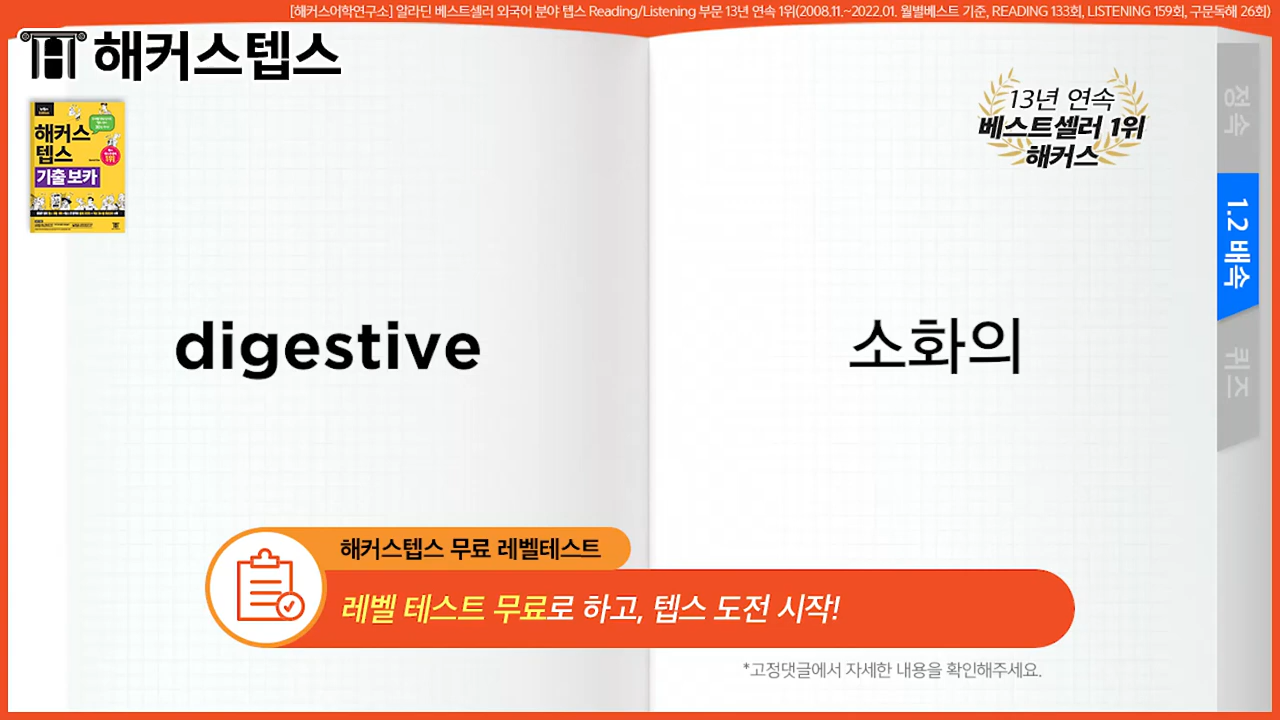 [해커스어학연구소] 알라딘 베스트셀러 외국어 분야 텝스 Reading/Listening 부문 13년 연속 1위(2008.11.~2022.01. 월별베스트 기준, READING 133회, LISTENING 159회, 구문독해 26회)
해커스텝스
해커스
텝스
기출 보카
13년 연속
베스트셀러 1위
해커스
정속
1.2 배속
퀴즈
digestive
소화의
해커스텝스 무료 레벨테스트
레벨 테스트 무료로 하고, 텝스 도전 시작!
*고정댓글에서 자세한 내용을 확인해주세요.